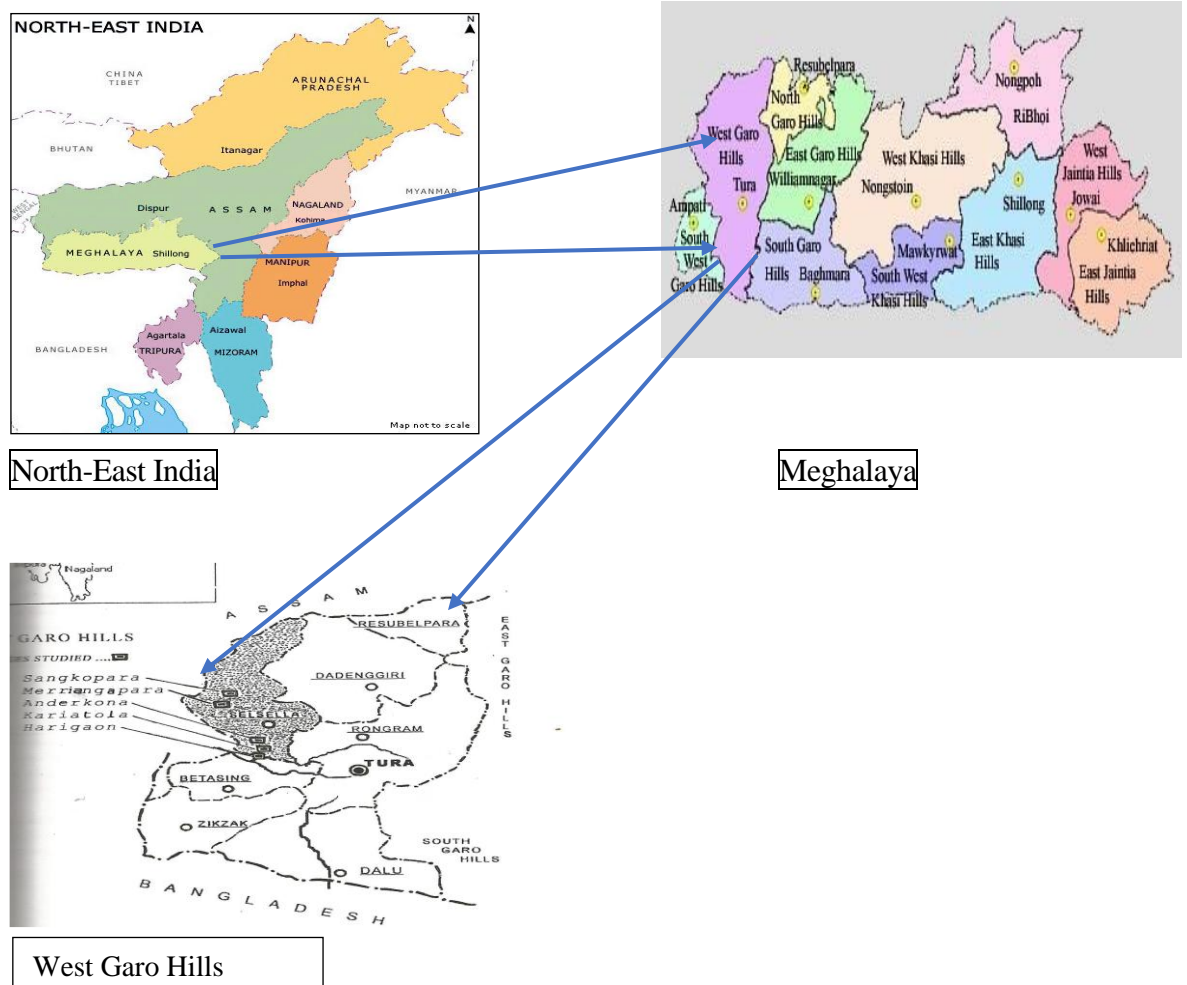 NORTH-EAST INDIA
N
CHINA
TIBET
ARUNACHAL
PRADESH
Itanagar
BHUTAN
WEST
BENGAL
Dispur
ASSAM
NAGALAND
Kohima
MYANMAR
MEGHALAYA Shillong
MANIPUR
Imphal
Agartala
TRIPURA
Aizawal
MIZORAM
BANGLADESH
Map not to scale
North-East India
Resubelpara
North
Garo Hills
West Garo
Hills
Tura
East Garo Hills
Williamnagar
Nongpoh
RiBhoi
West Khasi Hills
Nongstoin
West
Jaintia Hills
Jowai
Shillong
Ampati
South
West
Garo Hills
South Garo
Hills
Baghmara
Mawkyrwat
South West
Khasi Hills
East Khasi
Hills
Khlichriat
East Jaintia
Hills
Meghalaya
Nagaland
GARO HILLS
ES STUDIED ....
Sangkopara
Merriangapara
Anderkona
Kariatola
Harigaon
ASSAM
RESUBELPARA
EAST GARO HILLS
DADENGGIRI
SELSELLA
RONGRAM
TURA
BETASING
ZIKZAK
SOUTH
GARO
HILLS
DALU
BANGLADESH
West Garo Hills